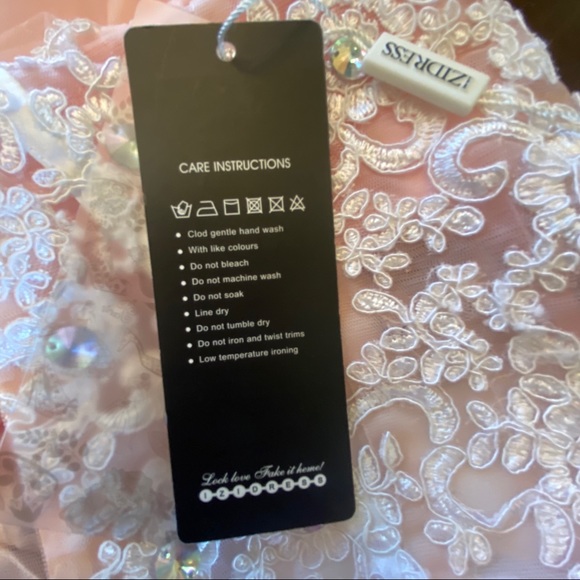 IZIDRESS
CARE INSTRUCTIONS
Clod gentle hand wash
With like colours
Do not bleach
Do not machine wash
Do not soak
Line dry
Do not tumble dry
Do not iron and twist trims
Low temperature ironing
Lock love Take it home!
IZIDRESS